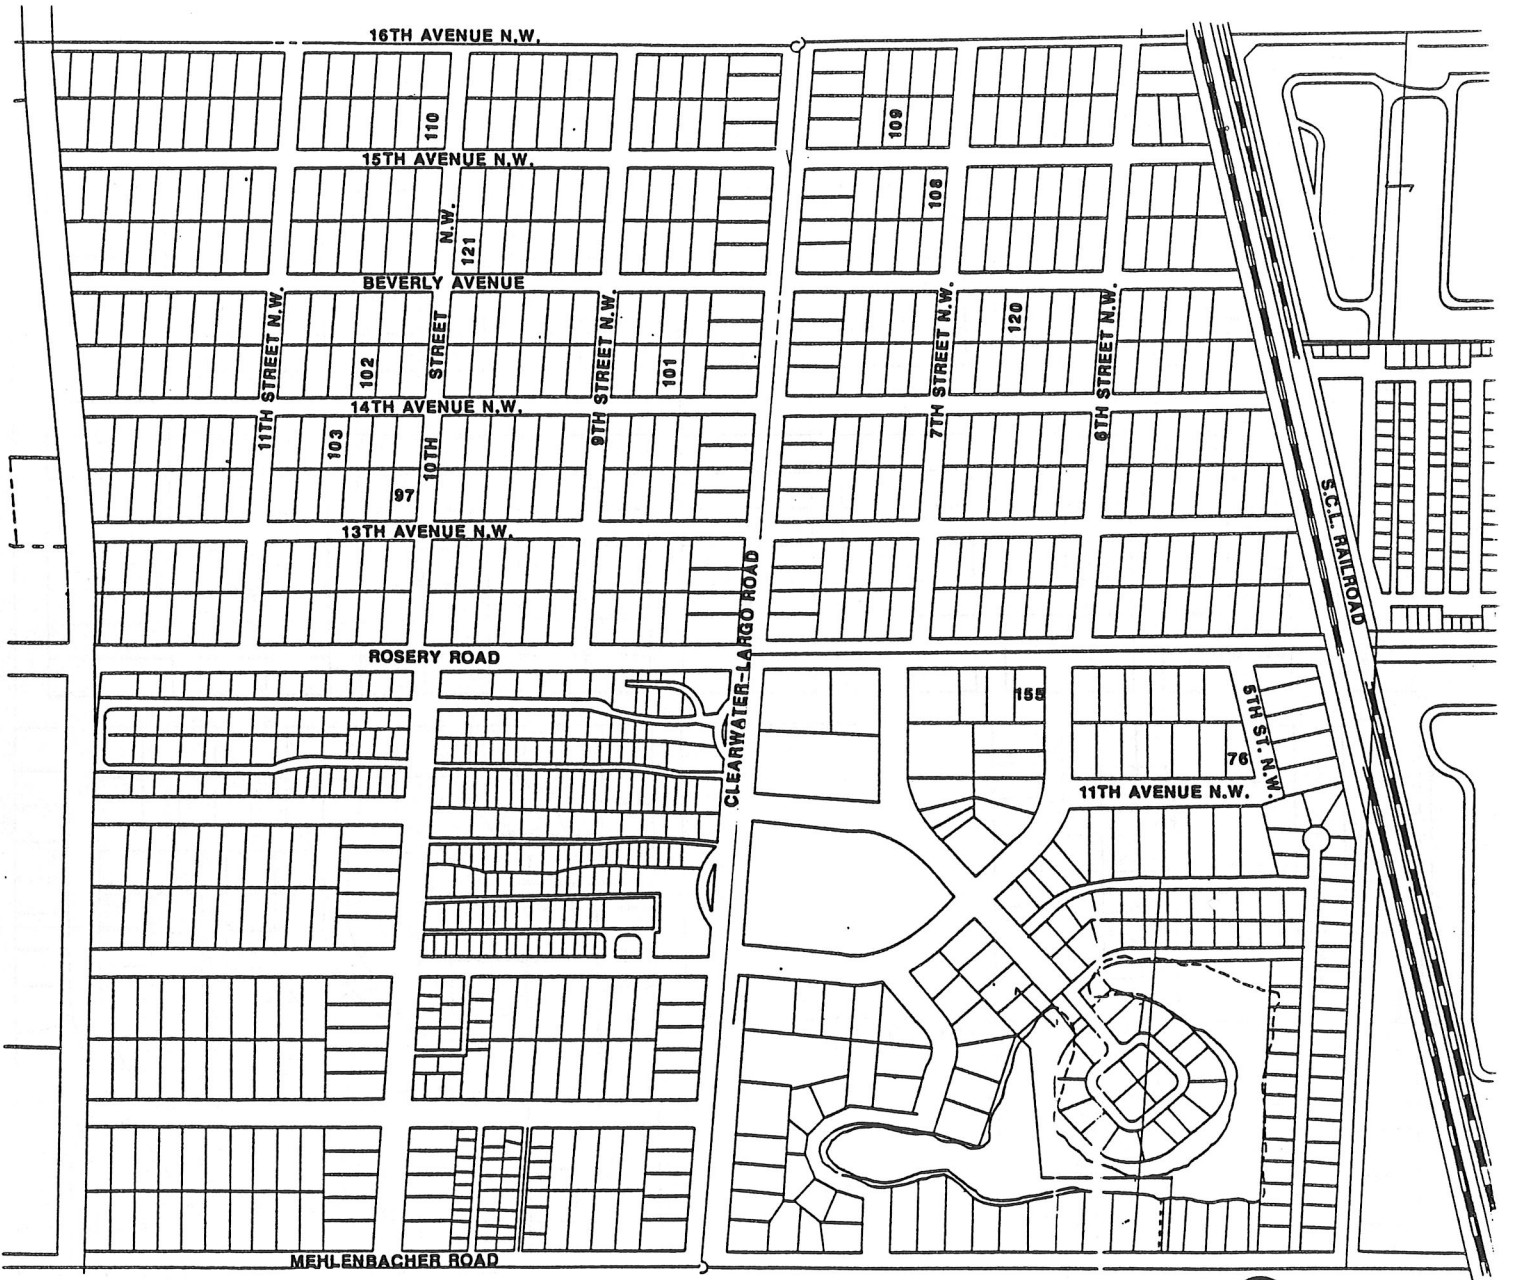 16TH AVENUE N.W.
110
109
15TH AVENUE N.W.
108
N.W.
121
BEVERLY AVENUE
11TH STREET N.W.
STREET
9TH STREET N.W.
7TH STREET N.W.
120
6TH STREET N.W.
102
101
14TH AVENUE N.W.
103
10TH
97
S.C.L. RAILROAD
13TH AVENUE N.W.
CLEARWATER-LARGO ROAD
ROSERY ROAD
155
5TH ST. N.W.
76
11TH AVENUE N.W.
MEHLENBACHER ROAD